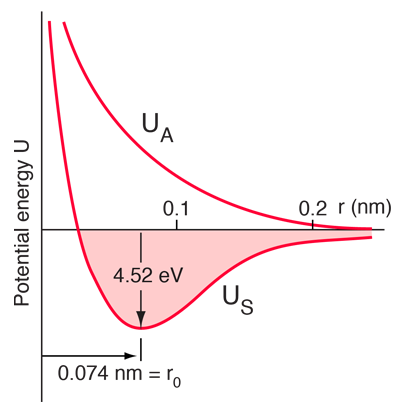 Potential energy U
U_A
0.1
0.2 r (nm)
4.52 eV
U_S
0.074 nm = r_0